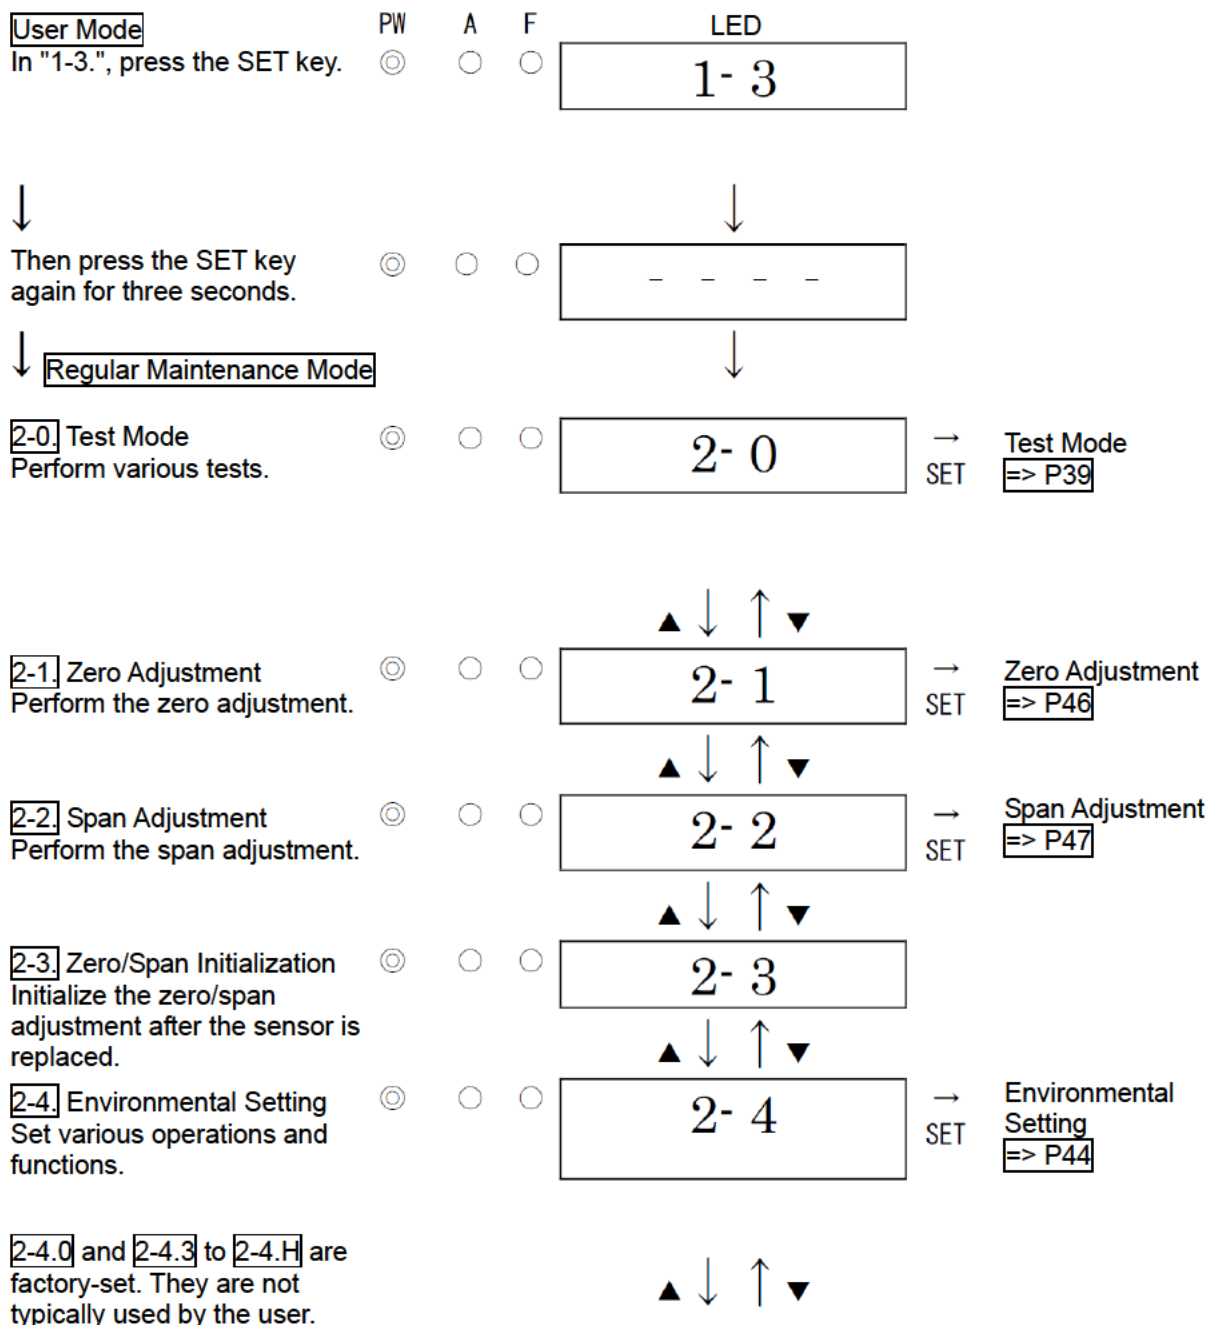 User Mode PW A F LED
In "1-3.", press the SET key. ◎ ○ ○ 1- 3
↓ ↓
Then press the SET key
again for three seconds. ◎ ○ ○ - - - -
↓ Regular Maintenance Mode ↓
2-0. Test Mode ◎ ○ ○ 2- 0 → Test Mode
Perform various tests. SET => P39
▲ ↓ ↑ ▼
2-1. Zero Adjustment ◎ ○ ○ 2- 1 → Zero Adjustment
Perform the zero adjustment. SET => P46
▲ ↓ ↑ ▼
2-2. Span Adjustment ◎ ○ ○ 2- 2 → Span Adjustment
Perform the span adjustment. SET => P47
▲ ↓ ↑ ▼
2-3. Zero/Span Initialization ◎ ○ ○ 2- 3
Initialize the zero/span
adjustment after the sensor is
replaced.
▲ ↓ ↑ ▼
2-4. Environmental Setting ◎ ○ ○ 2- 4 → Environmental
Set various operations and SET Setting
functions. => P44
2-4.0 and 2-4.3 to 2-4.H are
factory-set. They are not ▲ ↓ ↑ ▼
typically used by the user.